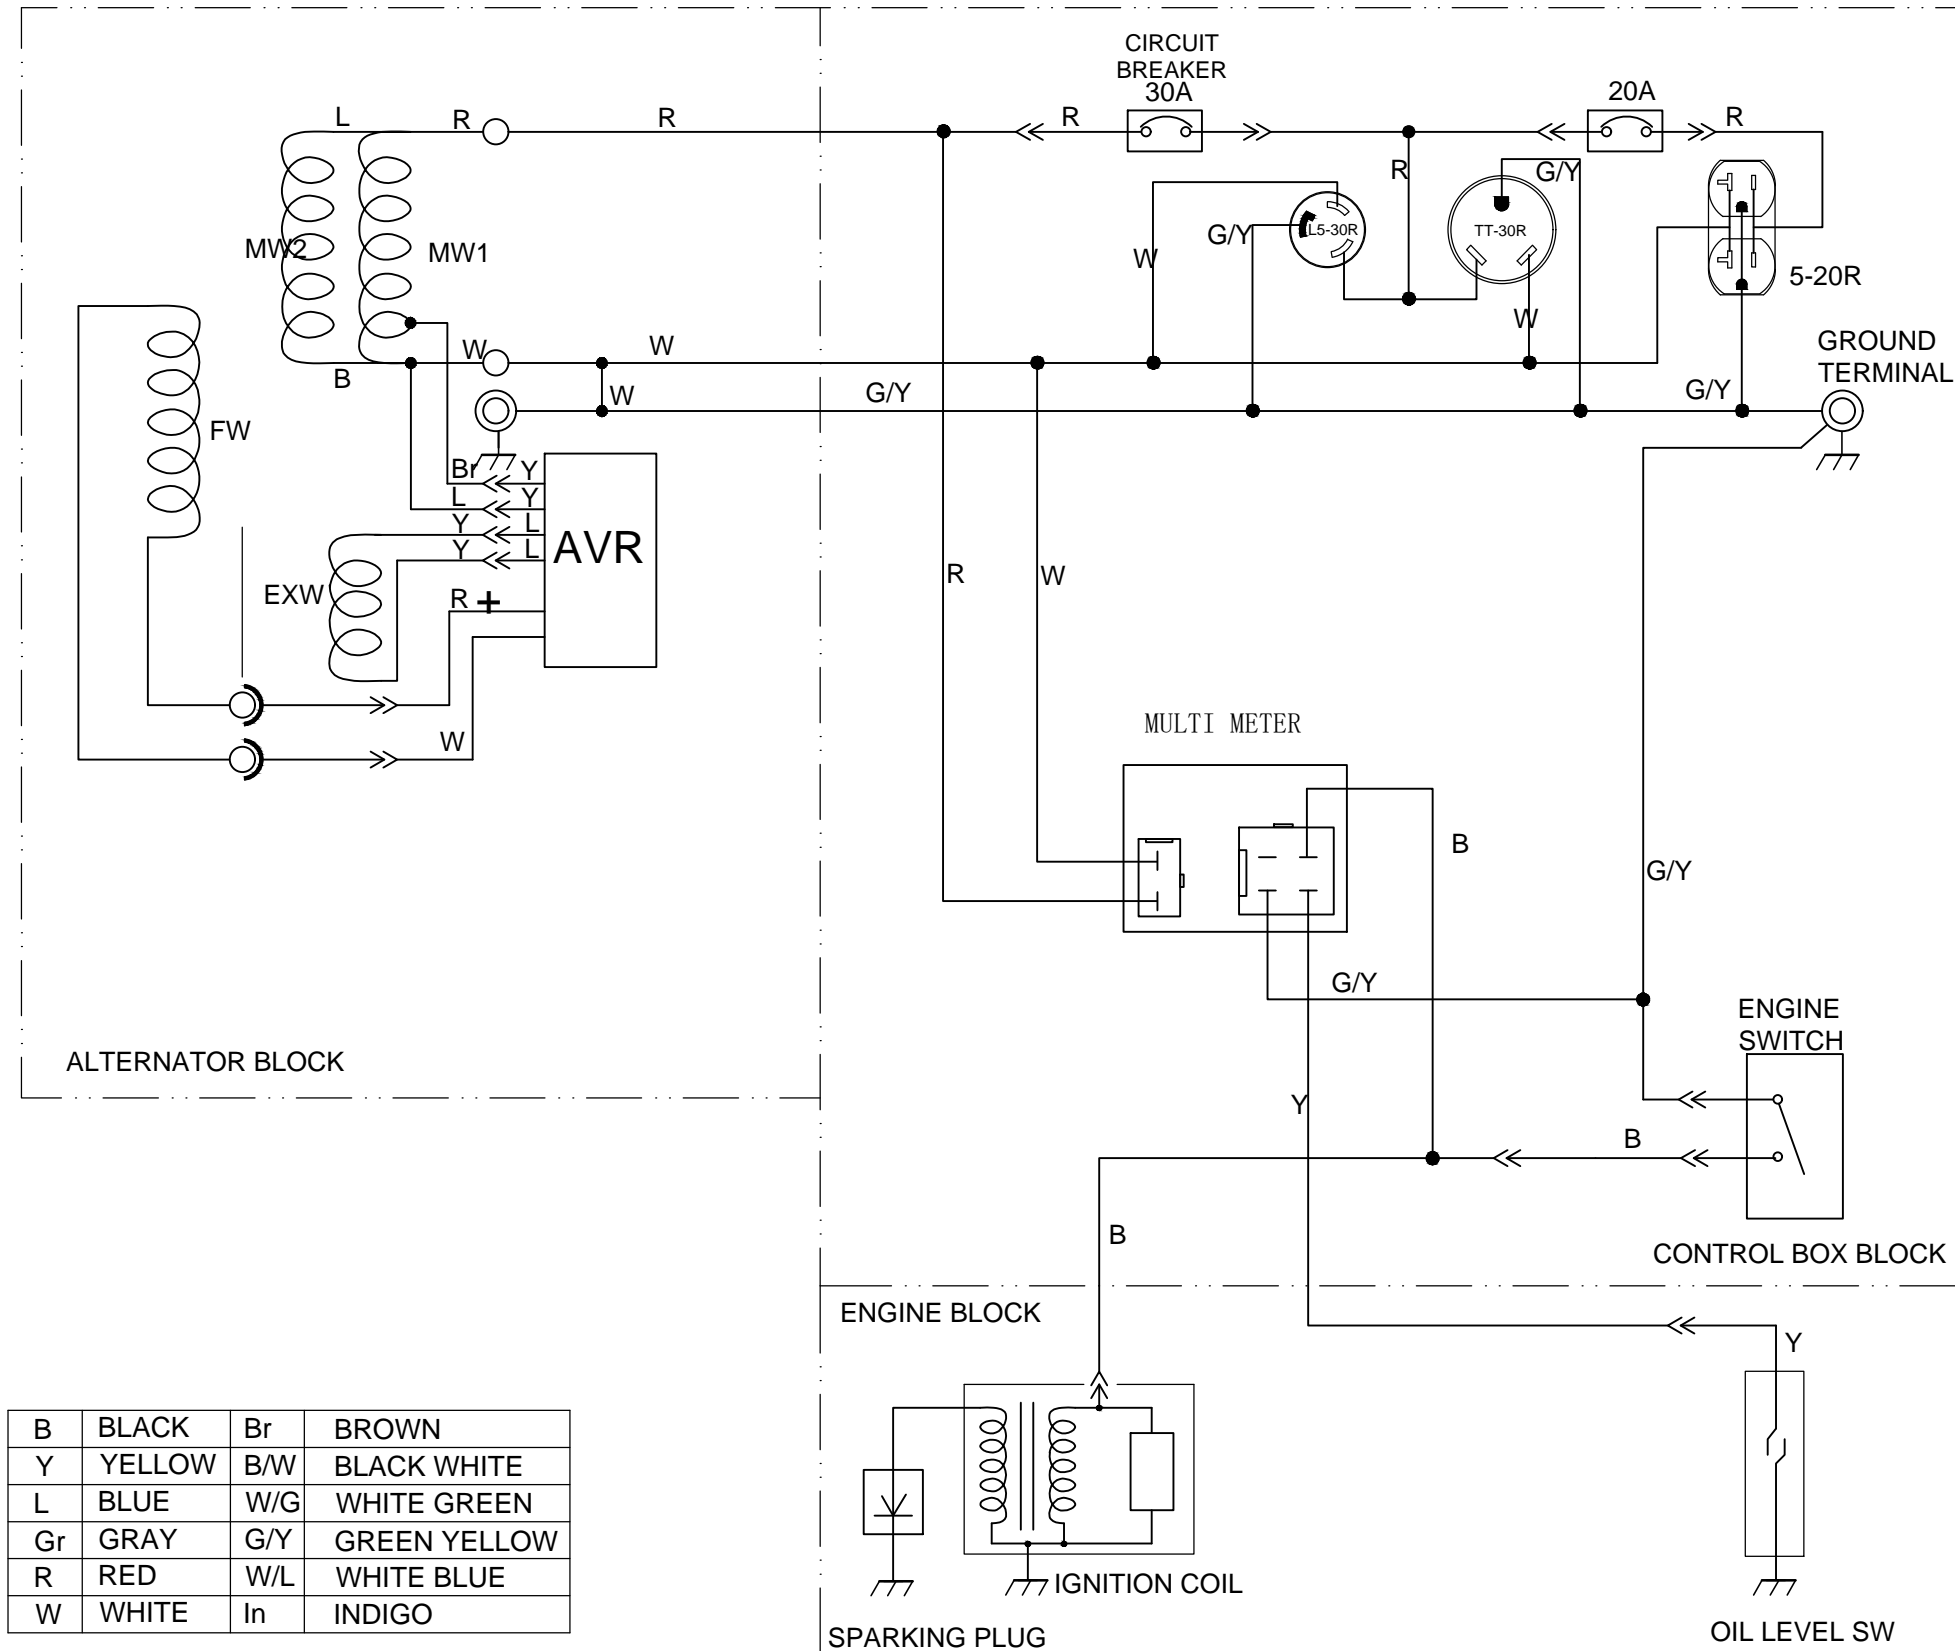 CIRCUIT
BREAKER
30A
20A
L
R
R
R
R
R
G/Y
L5-30R
TT-30R
G/Y
W
MW2
MW1
5-20R
W
GROUND
TERMINAL
W
W
B
W
G/Y
G/Y
FW
Br
Y
L
Y
Y
L
Y
L
AVR
EXW
R
+
R
W
W
MULTI METER
B
G/Y
G/Y
ENGINE
SWITCH
ALTERNATOR BLOCK
Y
B
B
CONTROL BOX BLOCK
ENGINE BLOCK
Y
B BLACK Br BROWN
Y YELLOW B/W BLACK WHITE
L BLUE W/G WHITE GREEN
Gr GRAY G/Y GREEN YELLOW
R RED W/L WHITE BLUE
W WHITE In INDIGO
IGNITION COIL
SPARKING PLUG
OIL LEVEL SW